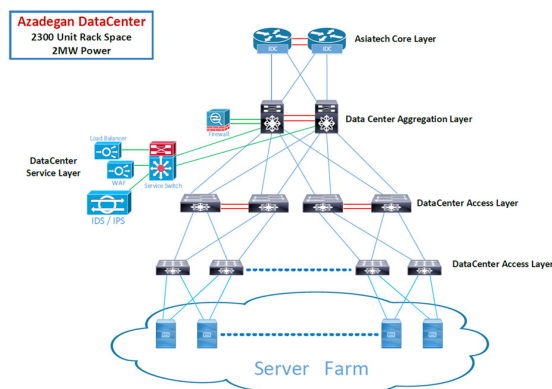 Azadegan DataCenter
2300 Unit Rack Space
2MW Power
IDC
IDC
Asiatech Core Layer
Firewall
Data Center Aggregation Layer
Load Balancer
DataCenter
Service Layer
WAF
Service Switch
IDS / IPS
DataCenter Access Layer
DataCenter Access Layer
Server Farm